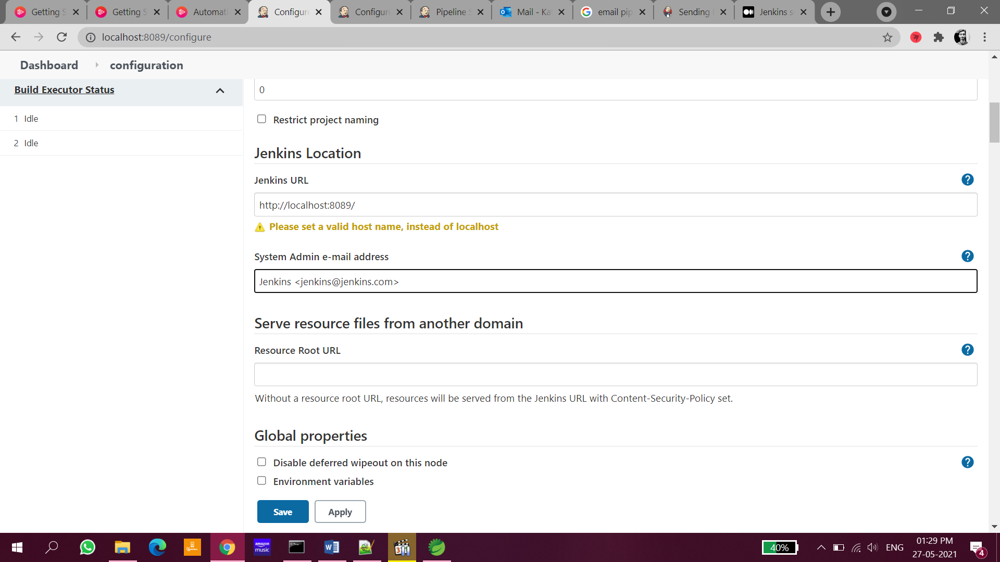 Getting S
Getting S
Automati
Configure
Configure
Pipeline S
Mail - Ka
email pip
Sending
Jenkins s
localhost:8089/configure
Dashboard
configuration
Build Executor Status
1 Idle
2 Idle
0
Restrict project naming
Jenkins Location
Jenkins URL
http://localhost:8089/
Please set a valid host name, instead of localhost
System Admin e-mail address
Jenkins <jenkins@jenkins.com>
Serve resource files from another domain
Resource Root URL
Without a resource root URL, resources will be served from the Jenkins URL with Content-Security-Policy set.
Global properties
Disable deferred wipeout on this node
Environment variables
Save
Apply
amazon
music
311
40%
ENG
01:29 PM
27-05-2021
4